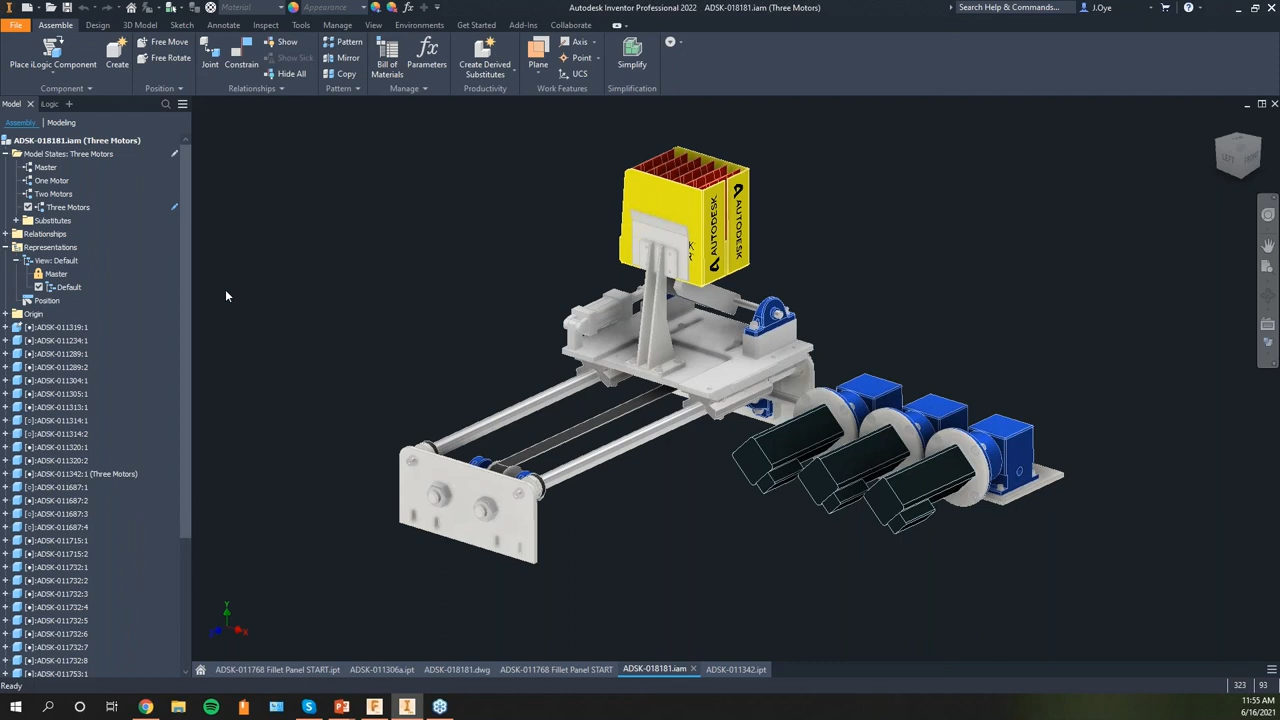 Material
Appearance
Autodesk Inventor Professional 2022
ADSK-018181.iam (Three Motors)
Search Help & Commands...
J.Oye
File
Assemble
Design
3D Model
Sketch
Annotate
Inspect
Tools
Manage
View
Environments
Get Started
Add-Ins
Collaborate
Place iLogic Component
Create
Free Move
Free Rotate
Joint
Constrain
Show
Show Sick
Hide All
Pattern
Mirror
Copy
Bill of
Materials
Parameters
Create Derived
Substitutes
Plane
Axis
Point
UCS
Simplify
Component
Position
Relationships
Pattern
Manage
Productivity
Work Features
Simplification
Model
iLogic
Assembly
Modeling
ADSK-018181.iam (Three Motors)
Model States: Three Motors
Master
One Motor
Two Motors
Three Motors
Substitutes
Relationships
Representations
View: Default
Master
Default
Position
Origin
[●]:ADSK-011319:1
[●]:ADSK-011234:1
[●]:ADSK-011289:1
[●]:ADSK-011289:2
[●]:ADSK-011304:1
[●]:ADSK-011305:1
[●]:ADSK-011313:1
[○]:ADSK-011314:1
[○]:ADSK-011314:2
[●]:ADSK-011320:1
[●]:ADSK-011320:2
[●]:ADSK-011342:1 (Three Motors)
[○]:ADSK-011687:1
[○]:ADSK-011687:2
[○]:ADSK-011687:3
[○]:ADSK-011687:4
[●]:ADSK-011715:1
[●]:ADSK-011715:2
[●]:ADSK-011732:1
[●]:ADSK-011732:2
[●]:ADSK-011732:3
[●]:ADSK-011732:4
[●]:ADSK-011732:5
[●]:ADSK-011732:6
[●]:ADSK-011732:7
[●]:ADSK-011732:8
[●]:ADSK-011753:1
AUTODESK
AUTODESK
LEFT
FRONT
Y
X
Z
ADSK-011768 Fillet Panel START.ipt
ADSK-011306a.ipt
ADSK-018181.dwg
ADSK-011768 Fillet Panel START
ADSK-018181.iam
ADSK-011342.ipt
Ready
323
93
11:55 AM
6/16/2021